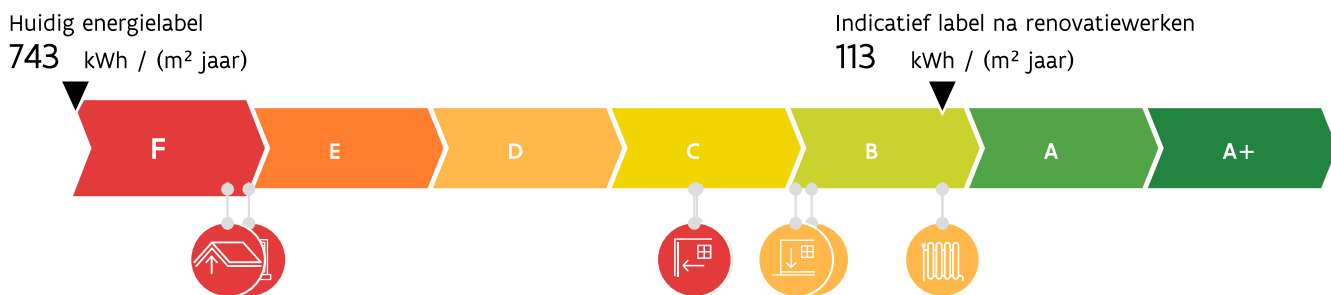 Huidig energielabel
743 kWh / (m² jaar)
Indicatief label na renovatiewerken
113 kWh / (m² jaar)
F E D C B A A+